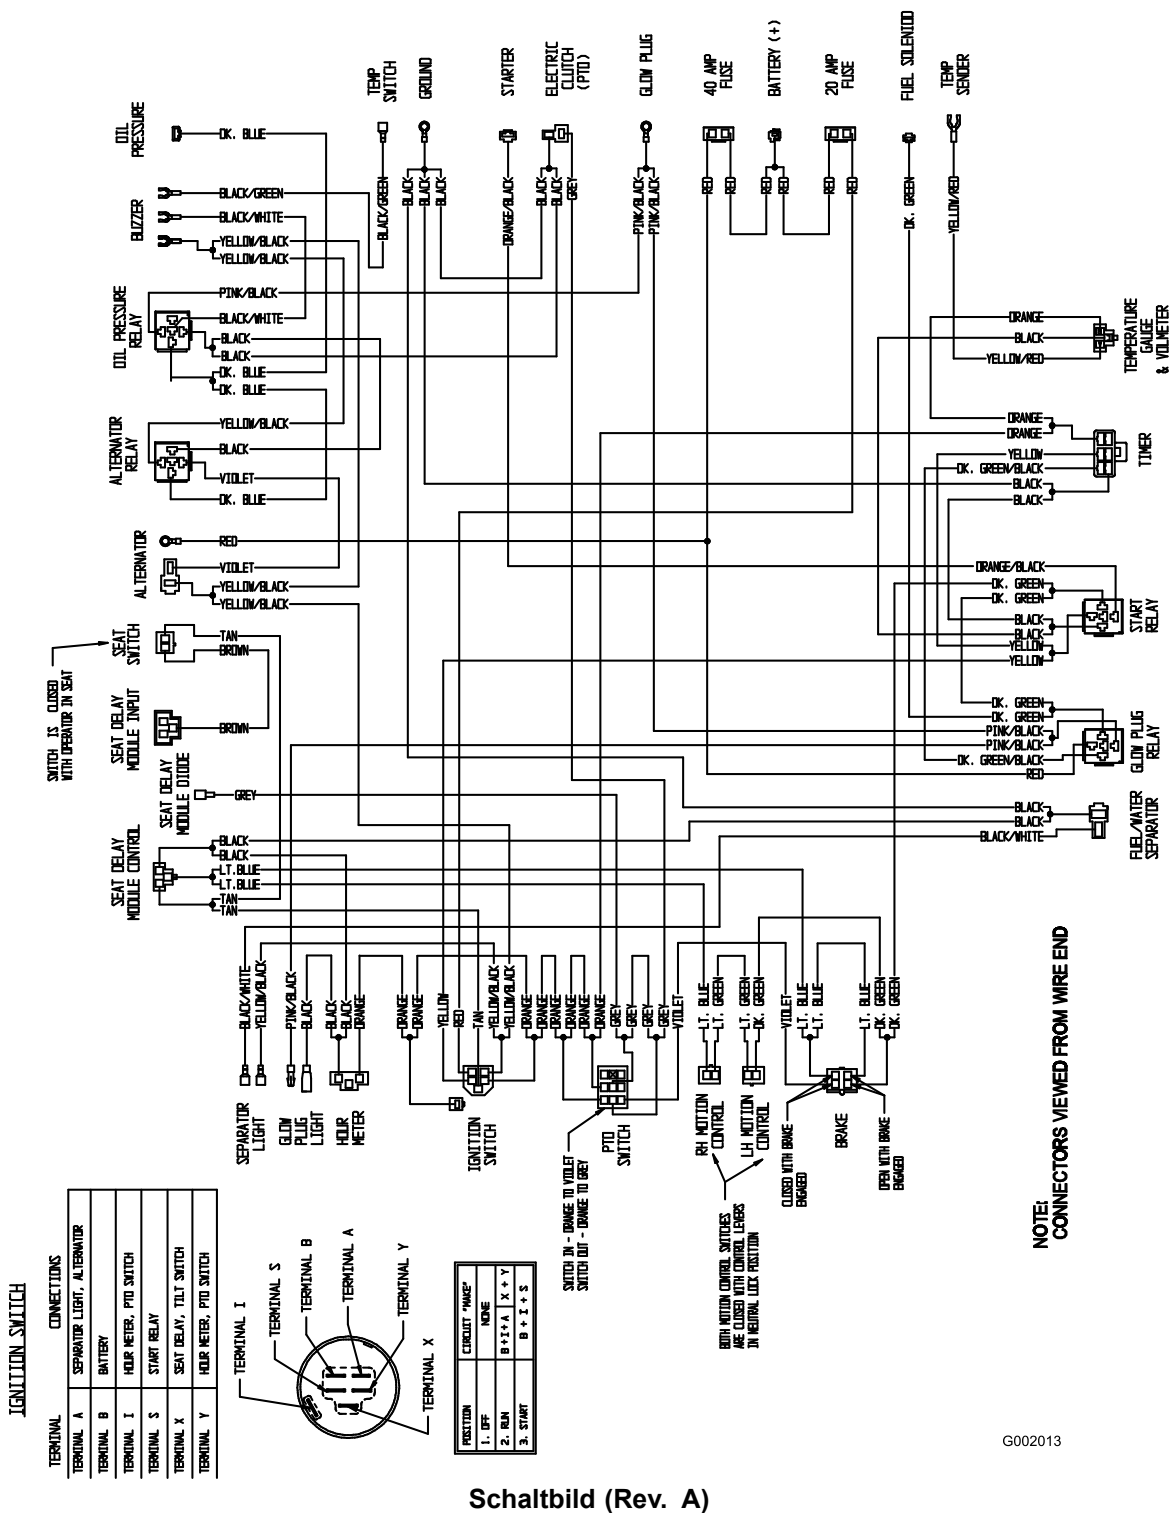 OIL PRESSURE
BUZZER
OIL PRESSURE RELAY
ALTERNATOR RELAY
ALTERNATOR
SEAT SWITCH
SWITCH IS CLOSED
WITH OPERATOR IN SEAT
SEAT DELAY
MODULE INPUT
SEAT DELAY
MODULE DIODE
SEAT DELAY
MODULE CONTROL
TEMP SWITCH
GROUND
STARTER
ELECTRIC CLUTCH (PTO)
GLOW PLUG
40 AMP FUSE
BATTERY (+)
20 AMP FUSE
FUEL SOLENIOD
TEMP SENDER
BLACK/GREEN
BLACK
BLACK
BLACK
ORANGE/BLACK
BLACK
BLACK
GREY
PINK/BLACK
PINK/BLACK
RED
RED
RED
RED
RED
RED
DK. GREEN
YELLOW/RED
DK. BLUE
BLACK/GREEN
BLACK/WHITE
YELLOW/BLACK
YELLOW/BLACK
PINK/BLACK
BLACK/WHITE
BLACK
BLACK
DK. BLUE
DK. BLUE
YELLOW/BLACK
BLACK
VIOLET
DK. BLUE
RED
VIOLET
YELLOW/BLACK
YELLOW/BLACK
TAN
BROWN
BROWN
GREY
BLACK
BLACK
LT.BLUE
LT.BLUE
TAN
TAN
ORANGE
BLACK
YELLOW/RED
TEMPERATURE
GAUGE
& VOLMETER
ORANGE
ORANGE
YELLOW
DK. GREEN/BLACK
BLACK
BLACK
TIMER
ORANGE/BLACK
DK. GREEN
DK. GREEN
BLACK
BLACK
YELLOW
YELLOW
START RELAY
DK. GREEN
DK. GREEN
PINK/BLACK
PINK/BLACK
DK. GREEN/BLACK
RED
GLOW PLUG RELAY
BLACK
BLACK
BLACK/WHITE
FUEL/WATER
SEPARATOR
BLACK/WHITE
YELLOW/BLACK
PINK/BLACK
BLACK
BLACK
BLACK
ORANGE
ORANGE
ORANGE
YELLOW
RED
TAN
YELLOW/BLACK
YELLOW/BLACK
ORANGE
ORANGE
ORANGE
ORANGE
ORANGE
ORANGE
GREY
GREY
GREY
GREY
VIOLET
LT. BLUE
LT. GREEN
LT. GREEN
DK. GREEN
VIOLET
LT. BLUE
LT. BLUE
LT. BLUE
DK. GREEN
DK. GREEN
SEPARATOR
LIGHT
GLOW
PLUG
LIGHT
HOUR
METER
IGNITION
SWITCH
PTO
SWITCH
RH MOTION
CONTROL
LH MOTION
CONTROL
BRAKE
SWITCH IN - ORANGE TO VIOLET
SWITCH OUT - ORANGE TO GREY
CLOSED WITH BRAKE
ENGAGED
OPEN WITH BRAKE
ENGAGED
BOTH MOTION CONTROL SWITCHES
ARE CLOSED WITH CONTROL LEVERS
IN NEUTRAL LOCK POSITION
NOTE:
CONNECTORS VIEWED FROM WIRE END
IGNITION SWITCH
TERMINAL CONNECTIONS
TERMINAL A SEPARATOR LIGHT, ALTERNATOR
TERMINAL B BATTERY
TERMINAL I HOUR METER, PTO SWITCH
TERMINAL S START RELAY
TERMINAL X SEAT DELAY, TILT SWITCH
TERMINAL Y HOUR METER, PTO SWITCH
TERMINAL I
TERMINAL S
TERMINAL B
TERMINAL A
TERMINAL Y
TERMINAL X
POSITION CIRCUIT "MAKE"
1. OFF NONE
2. RUN B+I+A X + Y
3. START B + I + S
G002013
Schaltbild (Rev. A)